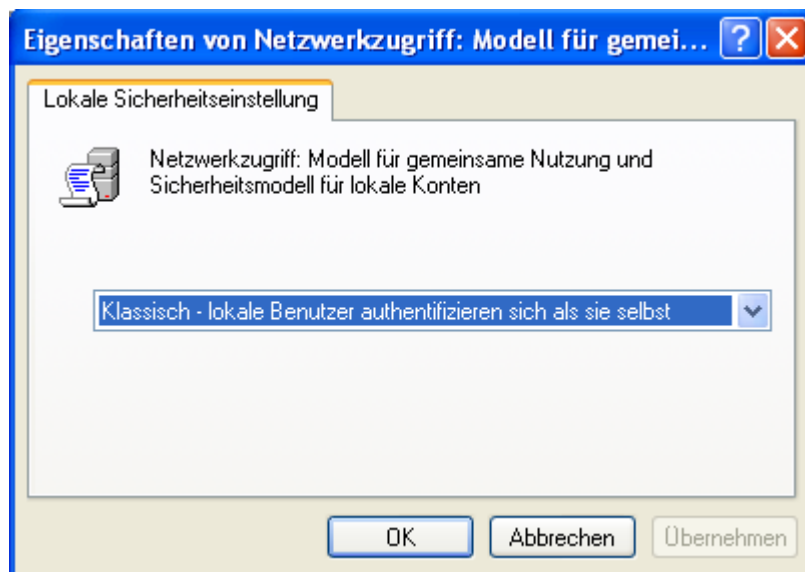 Eigenschaften von Netzwerkzugriff: Modell für gemei...
Lokale Sicherheitseinstellung
Netzwerkzugriff: Modell für gemeinsame Nutzung und
Sicherheitsmodell für lokale Konten
Klassisch - lokale Benutzer authentifizieren sich als sie selbst
OK
Abbrechen
Übernehmen